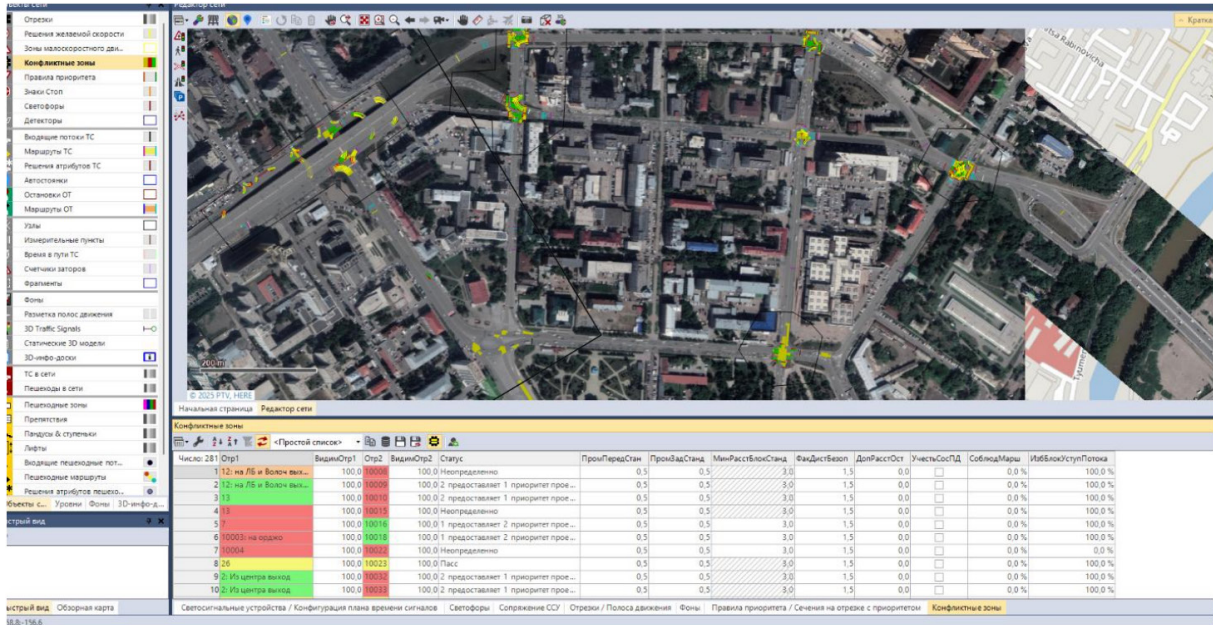 Отрезки
Решения желаемой скорости
Зоны малоскоростного дви...
Конфликтные зоны
Правила приоритета
Знаки Стоп
Светофоры
Детекторы
Входящие потоки ТС
Маршруты ТС
Решения атрибутов ТС
Автостоянки
Остановки ОТ
Маршруты ОТ
Узлы
Измерительные пункты
Время в пути ТС
Счетчики заторов
Фрагменты
Фоны
Разметка полос движения
3D Traffic Signals
Статические 3D модели
3D-инфо-доски
ТС в сети
Пешеходы в сети
Пешеходные зоны
Препятствия
Пандусы & ступеньки
Лифты
Входящие пешеходные пот...
Пешеходные маршруты
Решения атрибутов пешехо...
Уровни Фоны 3D-инфо-д...
Обзорная карта
Кратка
Rabinovicha
200 m
© 2025 PTV, HERE
Tyumen
Начальная страница Редактор сети
Конфликтные зоны
<Простой список>
Число: 281 Отр1 ВидимОтр1 Отр2 ВидимОтр2 Статус ПромПередСтан ПромЗадСтанд МинРасстБлокСтанд ФакДистБезоп ДопРасстОст УчестьСосПД СоблюдМарш ИзбБлокУступПотока
1 12: на ЛБ и Волоч вых... 100,0 10008 100,0 Неопределенно 0,5 0,5 3,0 1,5 0,0 0,0 % 100,0 %
2 12: на ЛБ и Волоч вых... 100,0 10009 100,0 2 предоставляет 1 приоритет прое... 0,5 0,5 3,0 1,5 0,0 0,0 % 100,0 %
3 13 100,0 10010 100,0 2 предоставляет 1 приоритет прое... 0,5 0,5 3,0 1,5 0,0 0,0 % 100,0 %
4 13 100,0 10015 100,0 Неопределенно 0,5 0,5 3,0 1,5 0,0 0,0 % 100,0 %
5 7 100,0 10016 100,0 1 предоставляет 2 приоритет прое... 0,5 0,5 3,0 1,5 0,0 0,0 % 100,0 %
6 10003: на орджо 100,0 10018 100,0 1 предоставляет 2 приоритет прое... 0,5 0,5 3,0 1,5 0,0 0,0 % 100,0 %
7 10004 100,0 10022 100,0 Неопределенно 0,5 0,5 3,0 1,5 0,0 0,0 % 0,0 %
8 26 100,0 10023 100,0 Пасс 0,5 0,5 3,0 1,5 0,0 0,0 % 100,0 %
9 2: Из центра выход 100,0 10032 100,0 2 предоставляет 1 приоритет прое... 0,5 0,5 3,0 1,5 0,0 0,0 % 100,0 %
10 2: Из центра выход 100,0 10033 100,0 2 предоставляет 1 приоритет прое... 0,5 0,5 3,0 1,5 0,0 0,0 % 100,0 %
Светосигнальные устройства / Конфигурация плана времени сигналов Светофоры Сопряжение ССУ Отрезки / Полоса движения Фоны Правила приоритета / Сечения на отрезке с приоритетом Конфликтные зоны